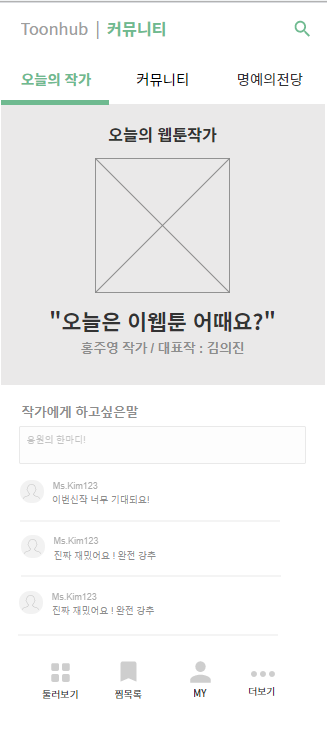 Toonhub | 커뮤니티
오늘의 작가 커뮤니티 명예의전당
오늘의 웹툰작가
"오늘은 이웹툰 어때요?"
홍주영 작가 / 대표작 : 김의진
작가에게 하고싶은말
응원의 한마디!
Ms.Kim123
이번신작 너무 기대되요!
Ms.Kim123
진짜 재밌어요 ! 완전 강추
Ms.Kim123
진짜 재밌어요 ! 완전 강추
둘러보기 찜목록 MY 더보기